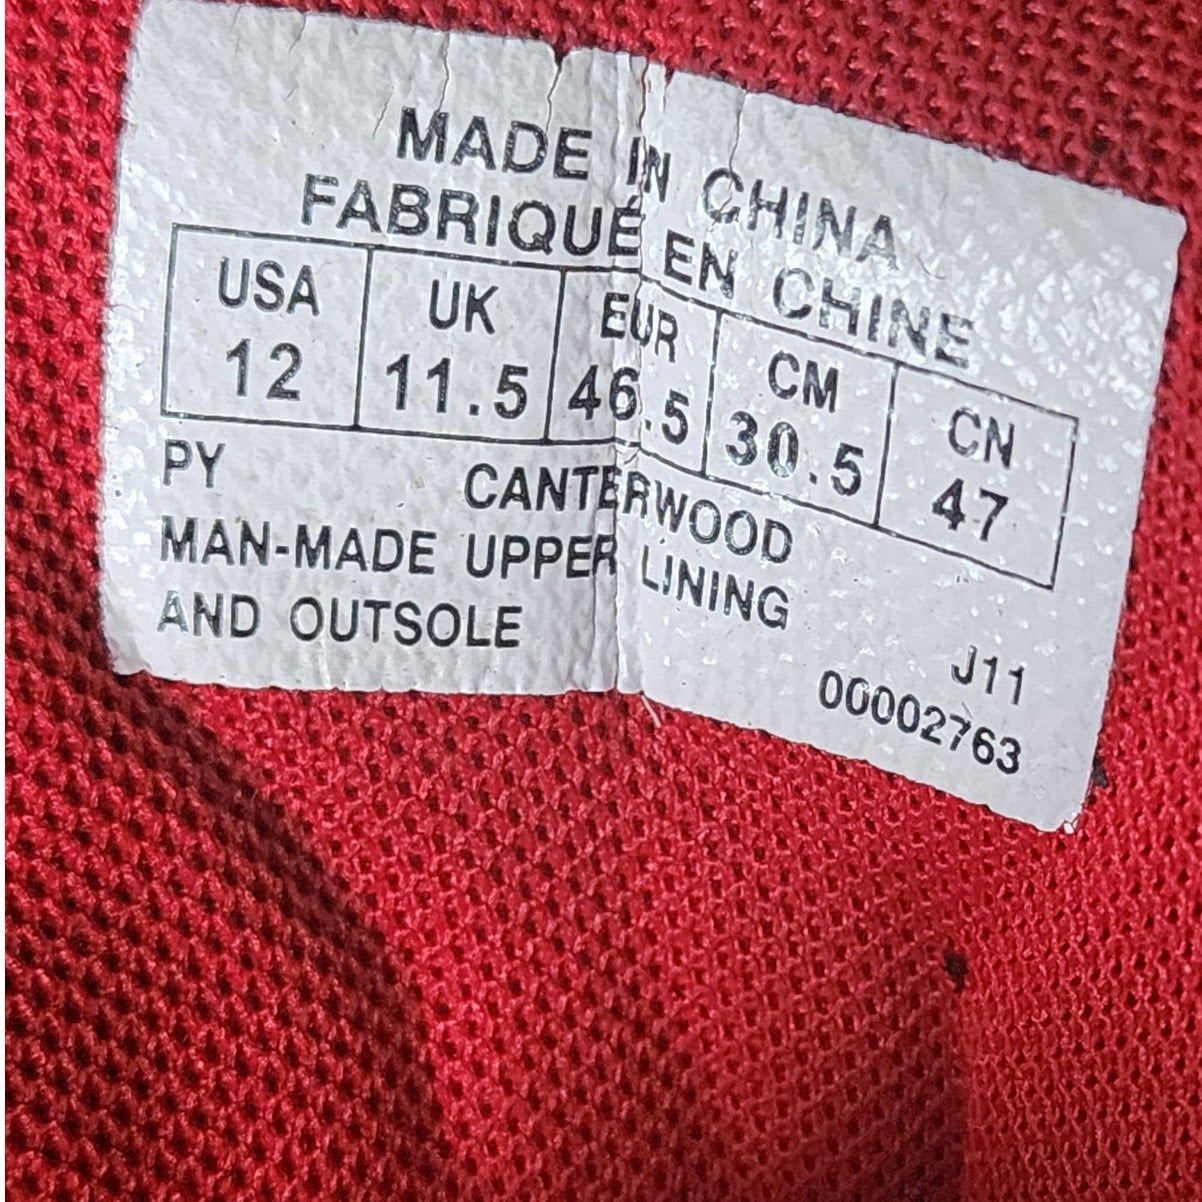 MADE IN CHINA
FABRIQUÉ EN CHINE
USA UK EUR CM CN
12 11.5 46.5 30.5 47
PY CANTERWOOD
MAN-MADE UPPER LINING
AND OUTSOLE
J11
00002763